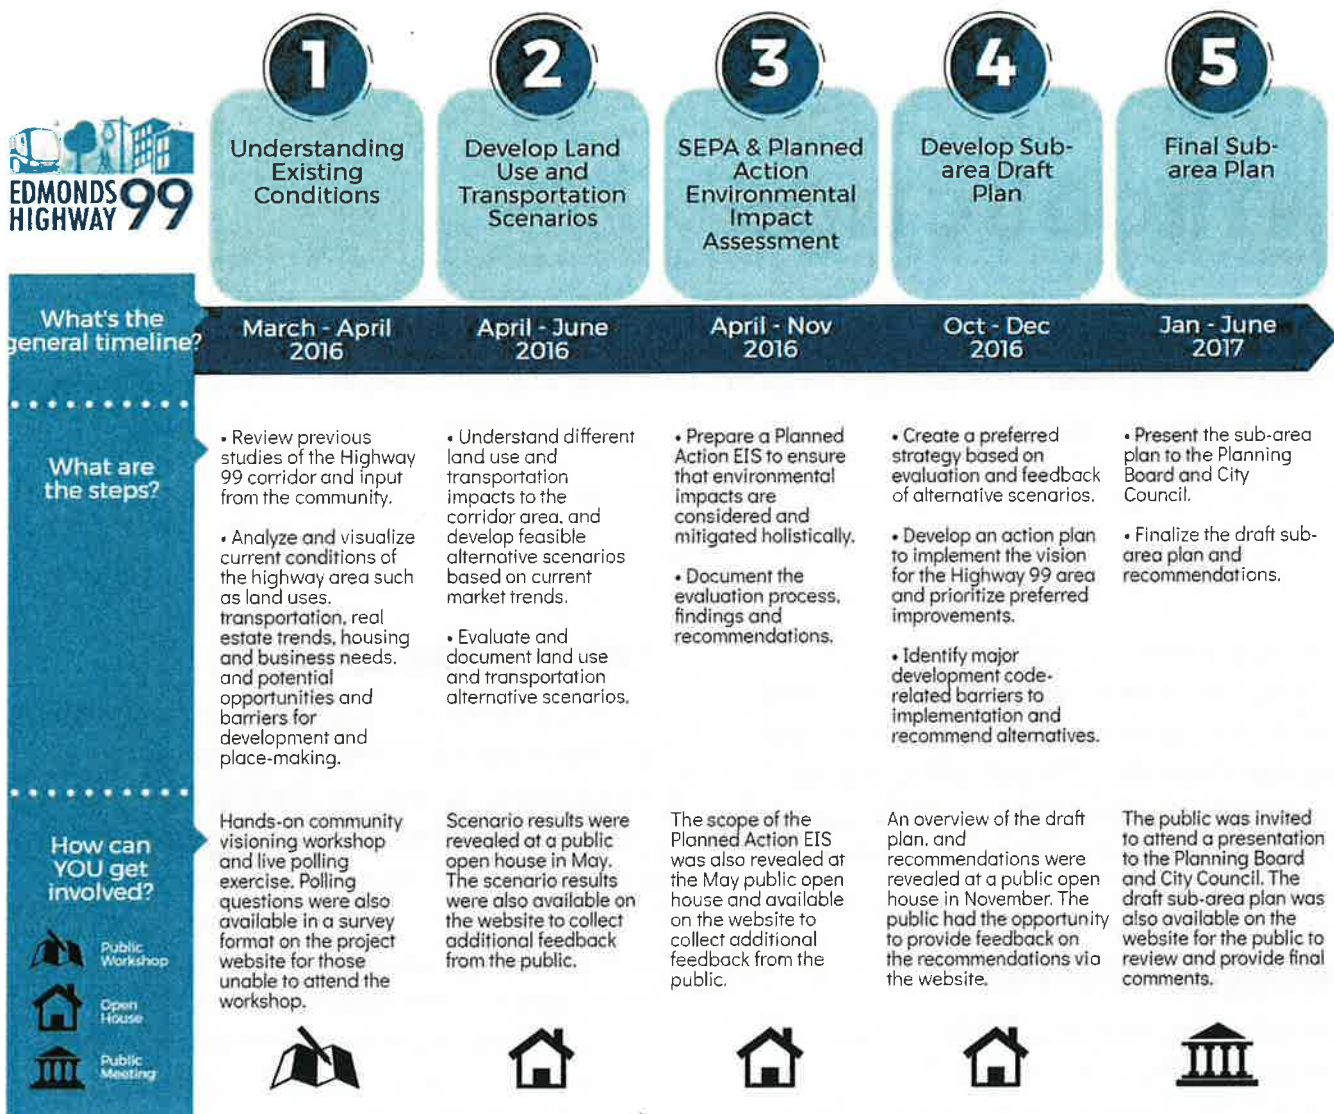 1
2
3
4
5
EDMONDS
HIGHWAY 99
Understanding
Existing
Conditions
Develop Land
Use and
Transportation
Scenarios
SEPA & Planned
Action
Environmental
Impact
Assessment
Develop Sub-
area Draft
Plan
Final Sub-
area Plan
What's the
general timeline?
March - April
2016
April - June
2016
April - Nov
2016
Oct - Dec
2016
Jan - June
2017
What are
the steps?
• Review previous
studies of the Highway
99 corridor and input
from the community.
• Analyze and visualize
current conditions of
the highway area such
as land uses,
transportation, real
estate trends, housing
and business needs,
and potential
opportunities and
barriers for
development and
place-making.
• Understand different
land use and
transportation
impacts to the
corridor area, and
develop feasible
alternative scenarios
based on current
market trends.
• Evaluate and
document land use
and transportation
alternative scenarios.
• Prepare a Planned
Action EIS to ensure
that environmental
impacts are
considered and
mitigated holistically.
• Document the
evaluation process,
findings and
recommendations.
• Create a preferred
strategy based on
evaluation and feedback
of alternative scenarios.
• Develop an action plan
to implement the vision
for the Highway 99 area
and prioritize preferred
improvements.
• Identify major
development code-
related barriers to
implementation and
recommend alternatives.
• Present the sub-area
plan to the Planning
Board and City
Council.
• Finalize the draft sub-
area plan and
recommendations.
How can
YOU get
involved?
Public
Workshop
Open
House
Public
Meeting
Hands-on community
visioning workshop
and live polling
exercise. Polling
questions were also
available in a survey
format on the project
website for those
unable to attend the
workshop.
Scenario results were
revealed at a public
open house in May.
The scenario results
were also available on
the website to collect
additional feedback
from the public.
The scope of the
Planned Action EIS
was also revealed at
the May public open
house and available
on the website to
collect additional
feedback from the
public.
An overview of the draft
plan, and
recommendations were
revealed at a public open
house in November. The
public had the opportunity
to provide feedback on
the recommendations via
the website.
The public was invited
to attend a presentation
to the Planning Board
and City Council. The
draft sub-area plan was
also available on the
website for the public to
review and provide final
comments.